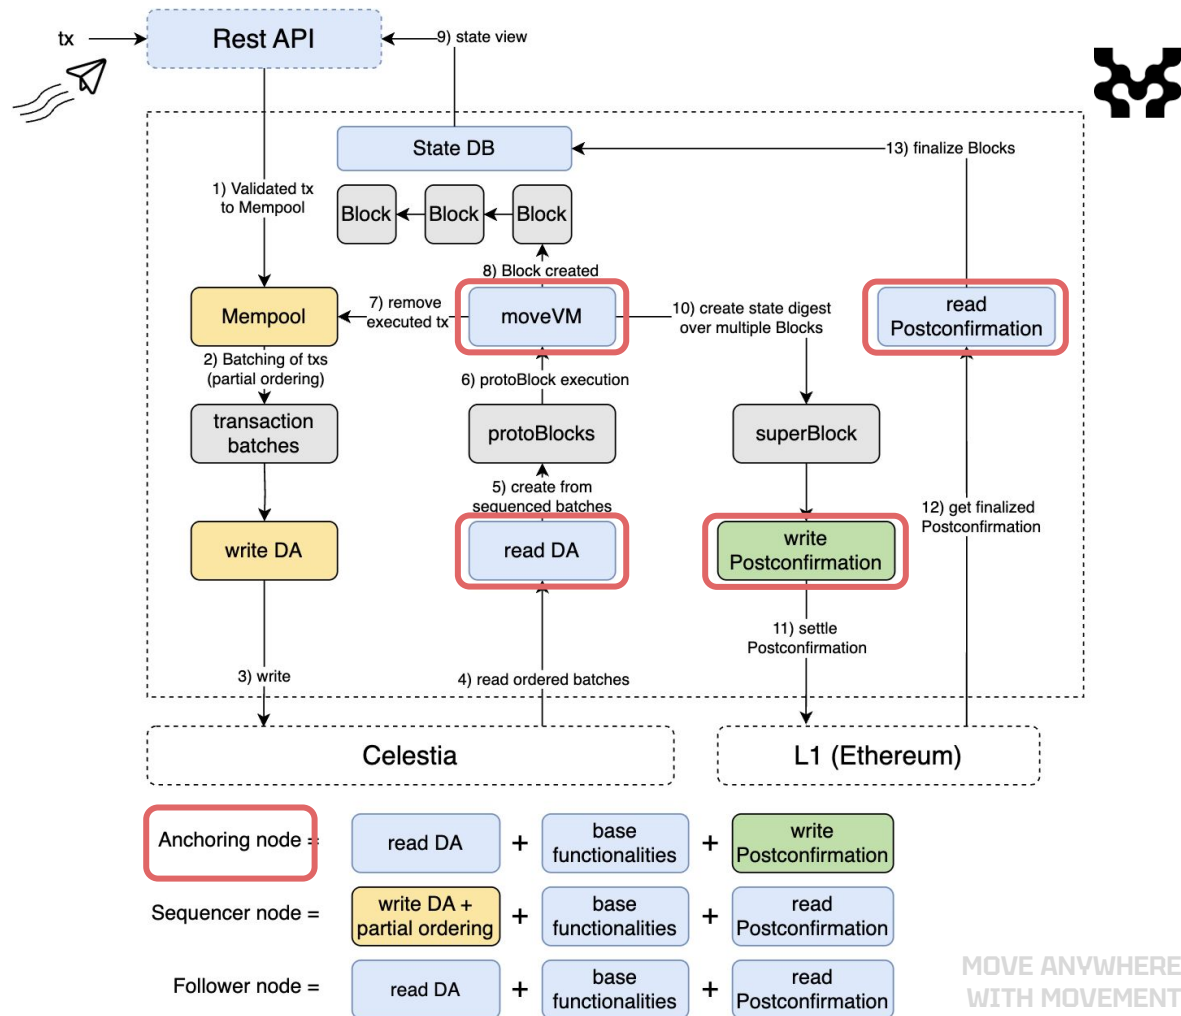 tx
Rest API
9) state view
State DB
13) finalize Blocks
1) Validated tx
to Mempool
Block
Block
Block
8) Block created
Mempool
7) remove
executed tx
moveVM
10) create state digest
over multiple Blocks
read
Postconfirmation
2) Batching of txs
(partial ordering)
6) protoBlock execution
transaction
batches
protoBlocks
superBlock
5) create from
sequenced batches
12) get finalized
Postconfirmation
write DA
read DA
write
Postconfirmation
11) settle
Postconfirmation
3) write
4) read ordered batches
Celestia
L1 (Ethereum)
Anchoring node =
read DA
+
base
functionalities
+
write
Postconfirmation
Sequencer node =
write DA +
partial ordering
+
base
functionalities
+
read
Postconfirmation
Follower node =
read DA
+
base
functionalities
+
read
Postconfirmation
MOVE ANYWHERE
WITH MOVEMENT